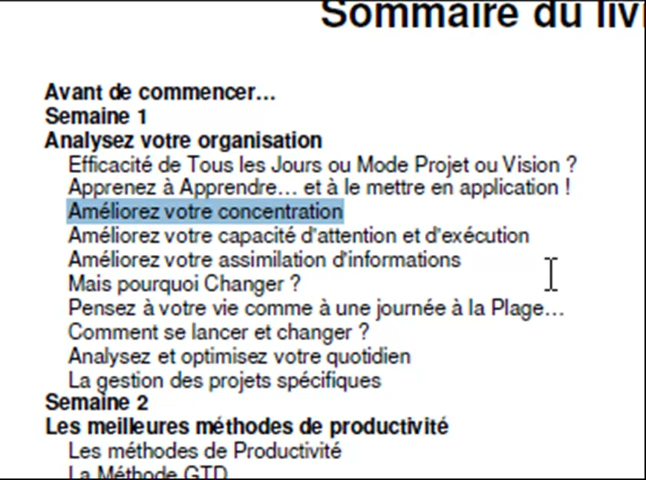 Sommaire du liv
Avant de commencer...
Semaine 1
Analysez votre organisation
Efficacité de Tous les Jours ou Mode Projet ou Vision ?
Apprenez à Apprendre... et à le mettre en application !
Améliorez votre concentration
Améliorez votre capacité d'attention et d'exécution
Améliorez votre assimilation d'informations
Mais pourquoi Changer ?
Pensez à votre vie comme à une journée à la Plage...
Comment se lancer et changer ?
Analysez et optimisez votre quotidien
La gestion des projets spécifiques
Semaine 2
Les meilleures méthodes de productivité
Les méthodes de Productivité
La Méthode GTD